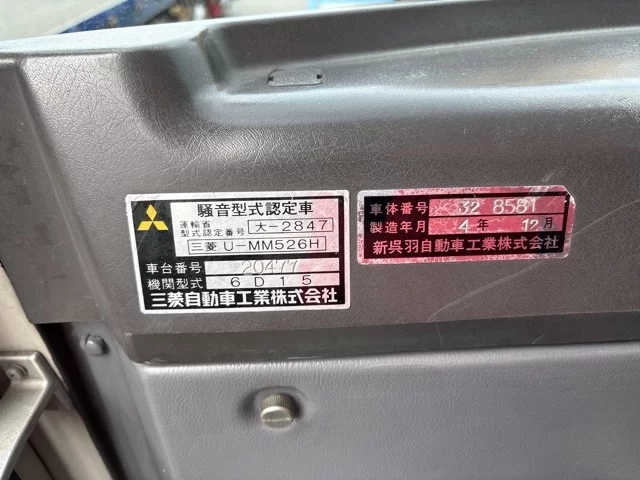 騒音型式認定車
運輸省
型式認定番号 大-2847
三菱 U-MM526H
車台番号 20477
機関型式 6D15
三菱自動車工業株式会社
車体番号 32 8581
製造年月 4年 12月
新呉羽自動車工業株式会社